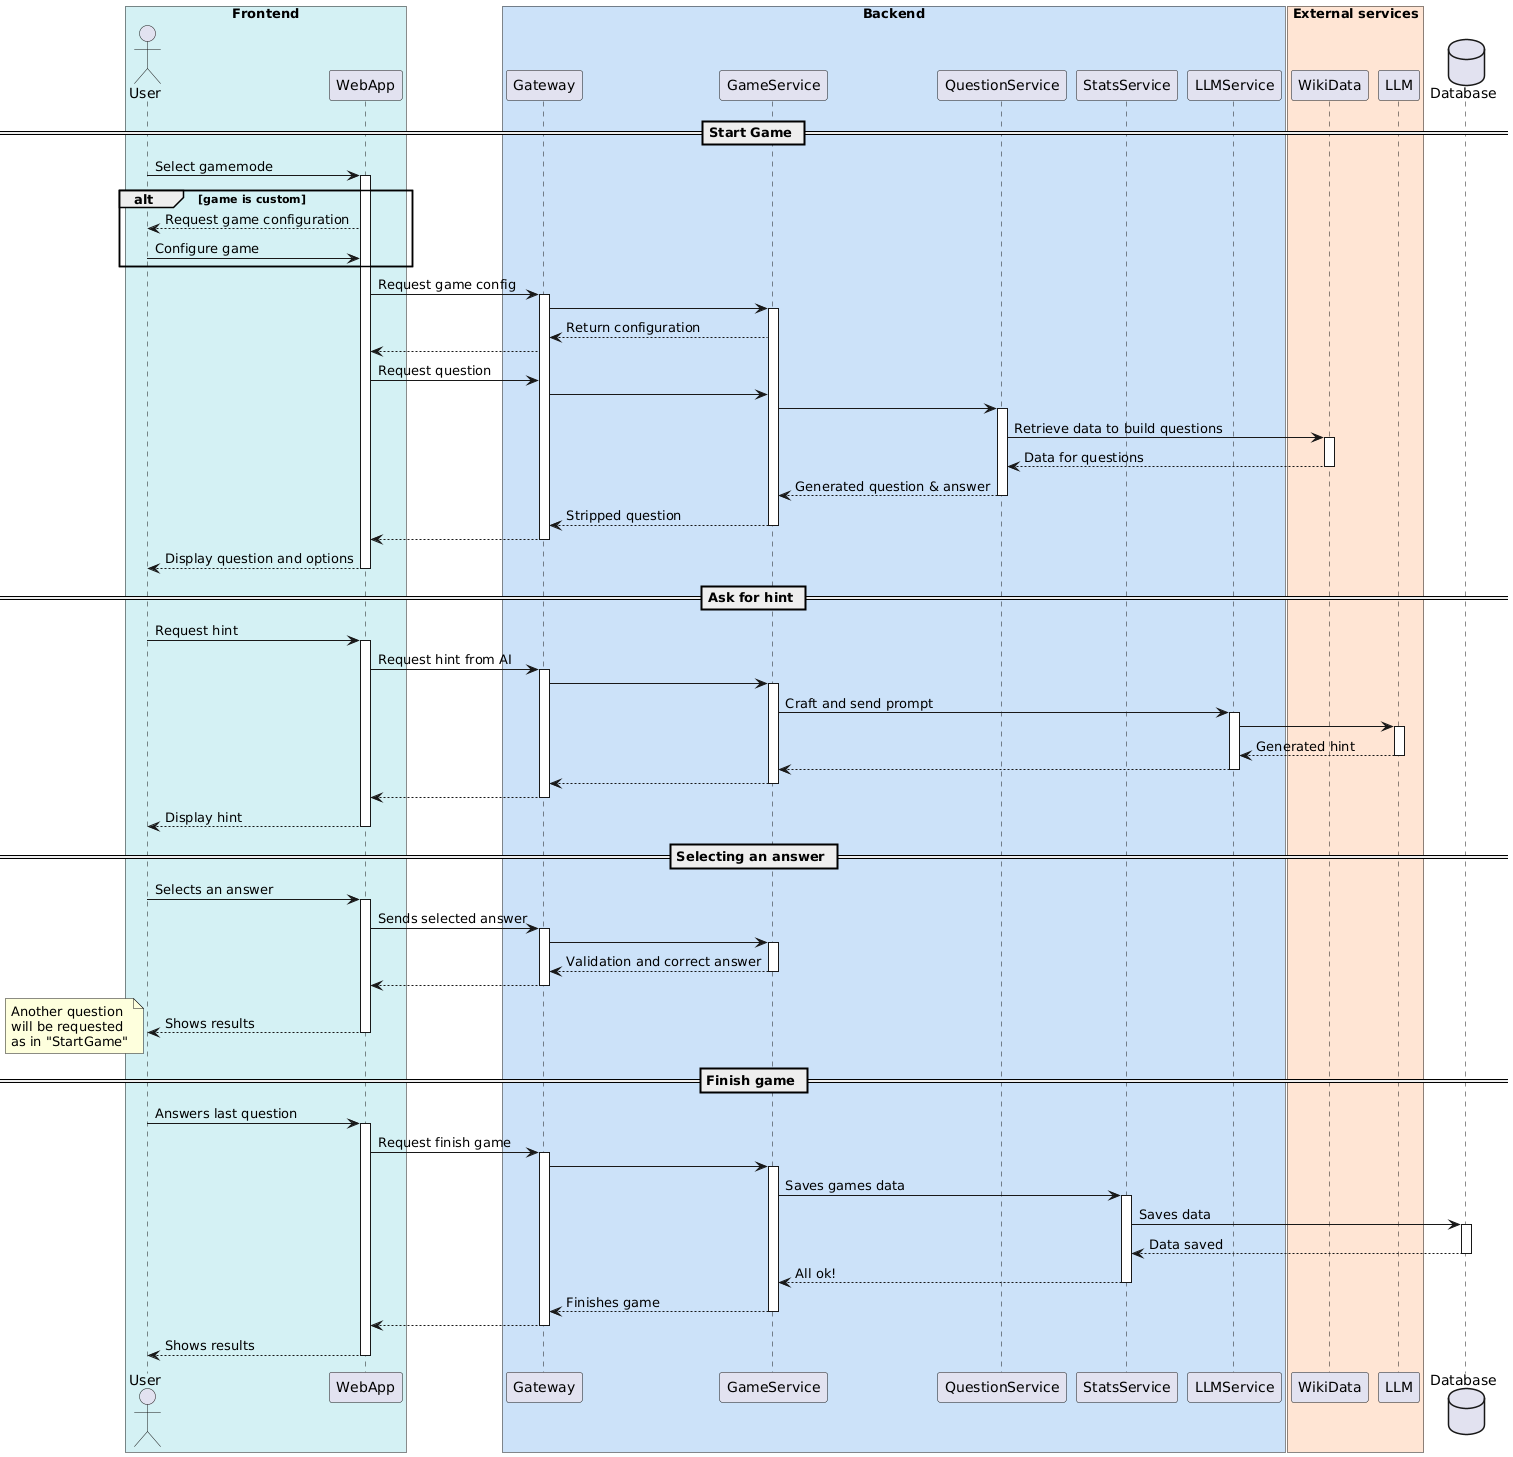 Frontend
Backend
External services
User
WebApp
Gateway
GameService
QuestionService
StatsService
LLMService
WikiData
LLM
Database
Start Game
Select gamemode
alt
[game is custom]
Request game configuration
Configure game
Request game config
Return configuration
Request question
Retrieve data to build questions
Data for questions
Generated question & answer
Stripped question
Display question and options
Ask for hint
Request hint
Request hint from AI
Craft and send prompt
Generated hint
Display hint
Selecting an answer
Selects an answer
Sends selected answer
Validation and correct answer
Another question
will be requested
as in "StartGame"
Shows results
Finish game
Answers last question
Request finish game
Saves games data
Saves data
Data saved
All ok!
Finishes game
Shows results
User
WebApp
Gateway
GameService
QuestionService
StatsService
LLMService
WikiData
LLM
Database